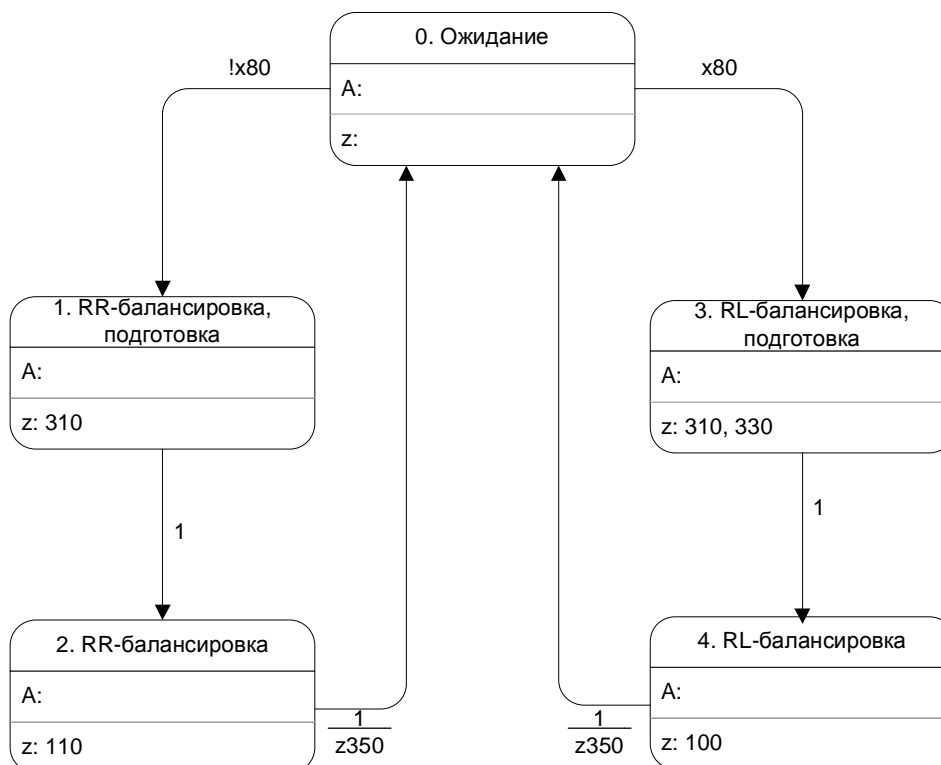 0. Ожидание
!x80
x80
A:
z:
1. RR-балансировка,
подготовка
A:
z: 310
3. RL-балансировка,
подготовка
A:
z: 310, 330
1
1
2. RR-балансировка
A:
z: 110
1
z350
1
z350
4. RL-балансировка
A:
z: 100